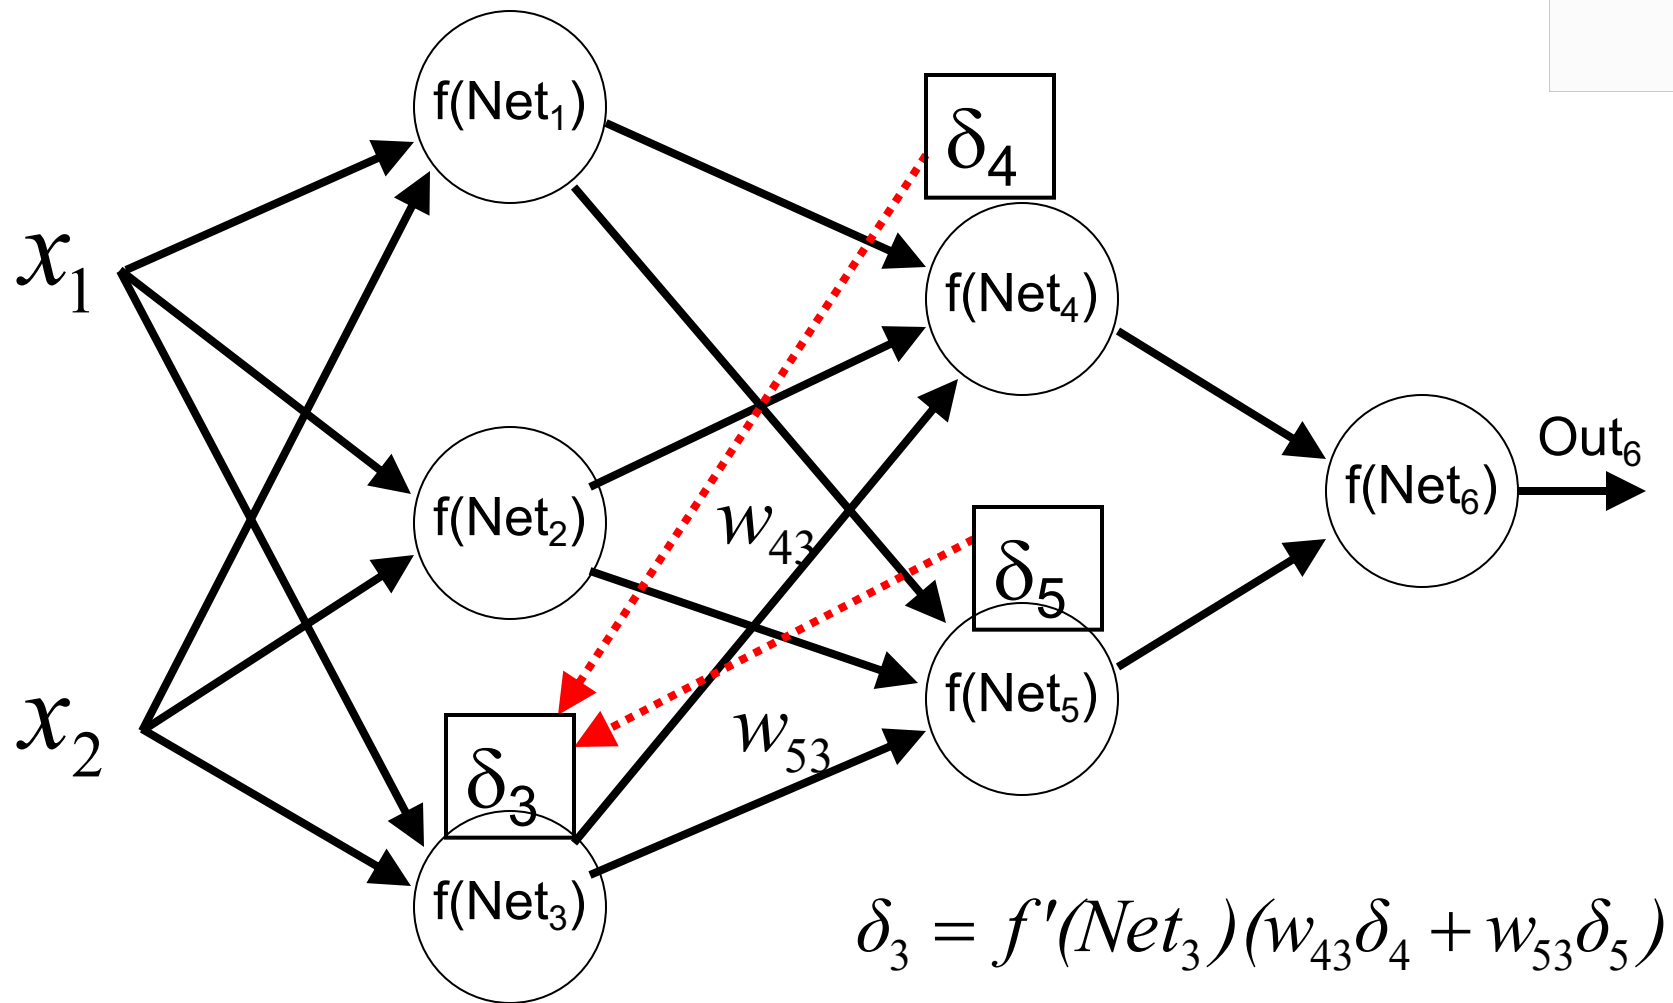 f(Net₁)
δ₄
x₁
f(Net₄)
Out₆
f(Net₆)
f(Net₂)
w₄₃
δ₅
x₂
f(Net₅)
w₅₃
δ₃
f(Net₃)
δ₃ = f'(Net₃)(w₄₃δ₄ + w₅₃δ₅)